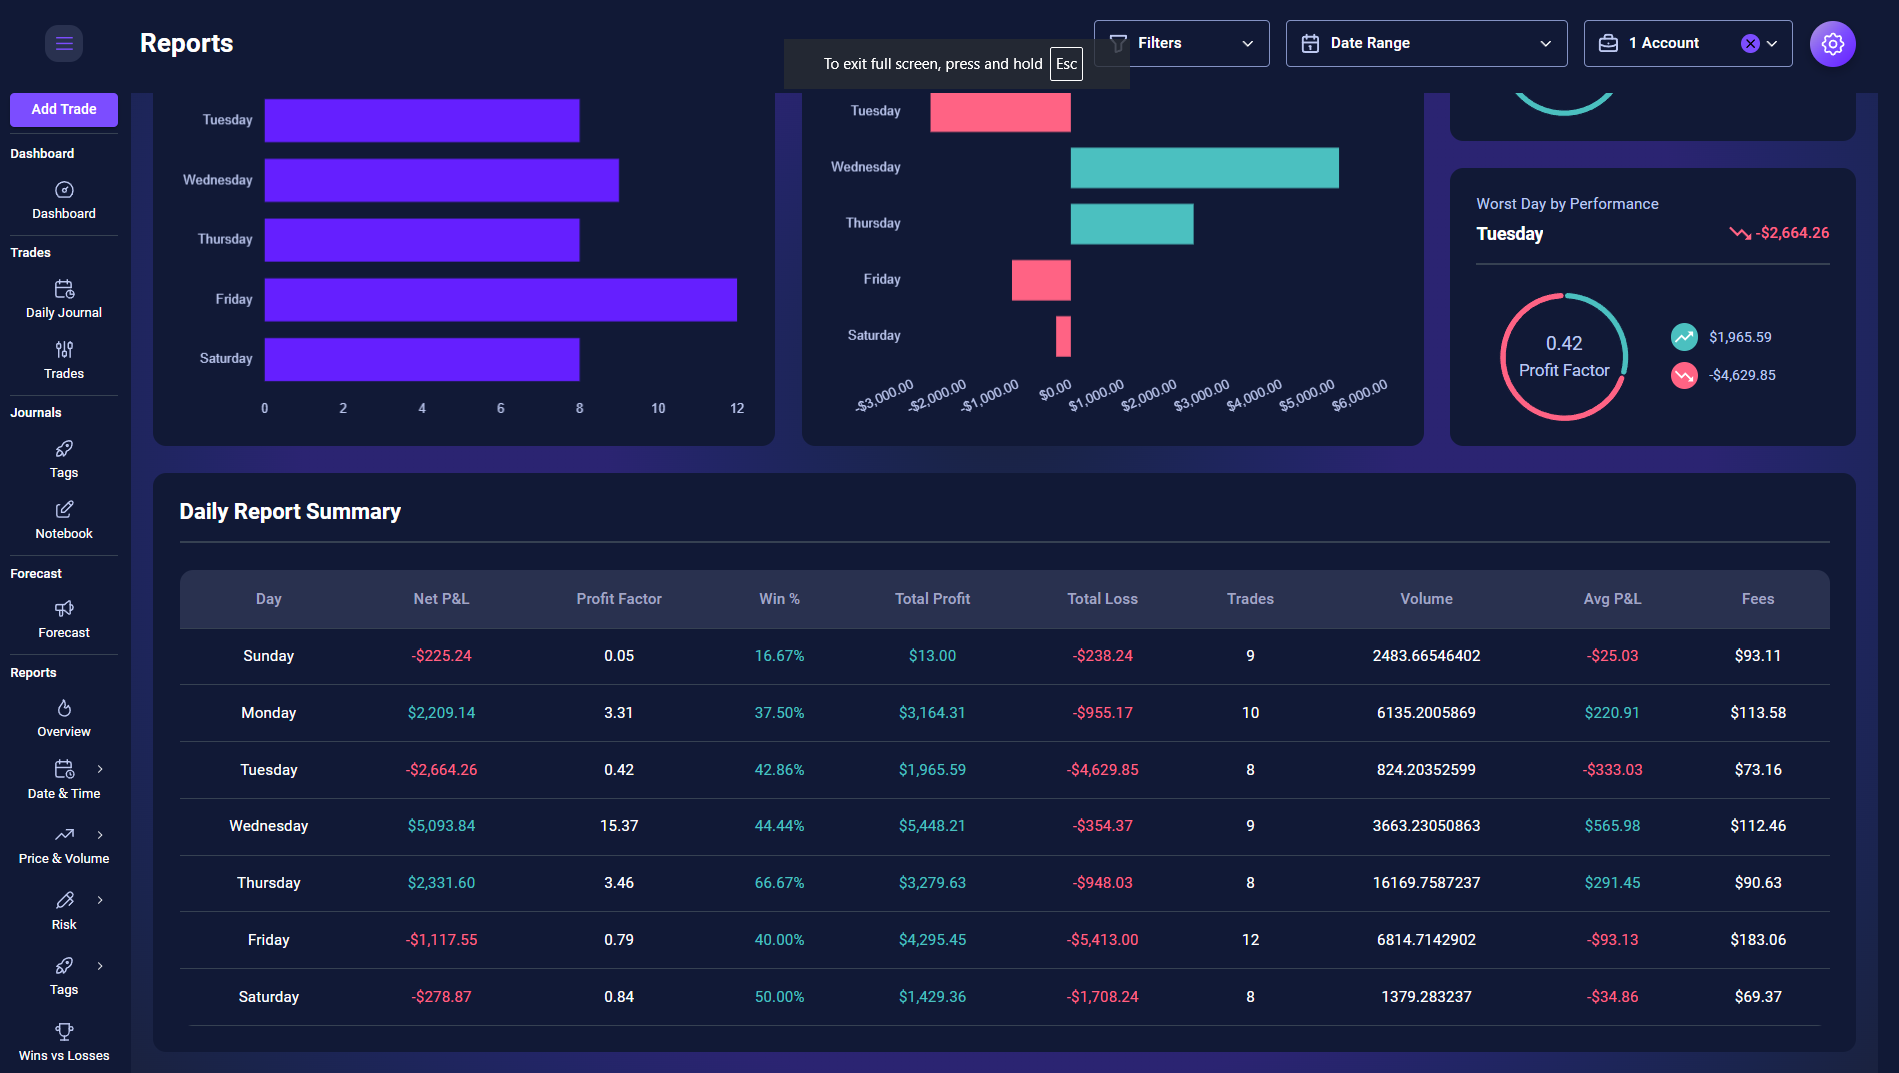 Reports
Filters
Date Range
1 Account
To exit full screen, press and hold Esc
Add Trade
Dashboard
Dashboard
Trades
Daily Journal
Trades
Journals
Tags
Notebook
Forecast
Forecast
Reports
Overview
Date & Time
Price & Volume
Risk
Tags
Wins vs Losses
Tuesday
Wednesday
Thursday
Friday
Saturday
0 2 4 6 8 10 12
Tuesday
Wednesday
Thursday
Friday
Saturday
-$3,000.00 -$2,000.00 -$1,000.00 $0.00 $1,000.00 $2,000.00 $3,000.00 $4,000.00 $5,000.00 $6,000.00
Worst Day by Performance
Tuesday -$2,664.26
0.42
Profit Factor
$1,965.59
-$4,629.85
Daily Report Summary
Day Net P&L Profit Factor Win % Total Profit Total Loss Trades Volume Avg P&L Fees
Sunday -$225.24 0.05 16.67% $13.00 -$238.24 9 2483.66546402 -$25.03 $93.11
Monday $2,209.14 3.31 37.50% $3,164.31 -$955.17 10 6135.2005869 $220.91 $113.58
Tuesday -$2,664.26 0.42 42.86% $1,965.59 -$4,629.85 8 824.20352599 -$333.03 $73.16
Wednesday $5,093.84 15.37 44.44% $5,448.21 -$354.37 9 3663.23050863 $565.98 $112.46
Thursday $2,331.60 3.46 66.67% $3,279.63 -$948.03 8 16169.7587237 $291.45 $90.63
Friday -$1,117.55 0.79 40.00% $4,295.45 -$5,413.00 12 6814.7142902 -$93.13 $183.06
Saturday -$278.87 0.84 50.00% $1,429.36 -$1,708.24 8 1379.283237 -$34.86 $69.37